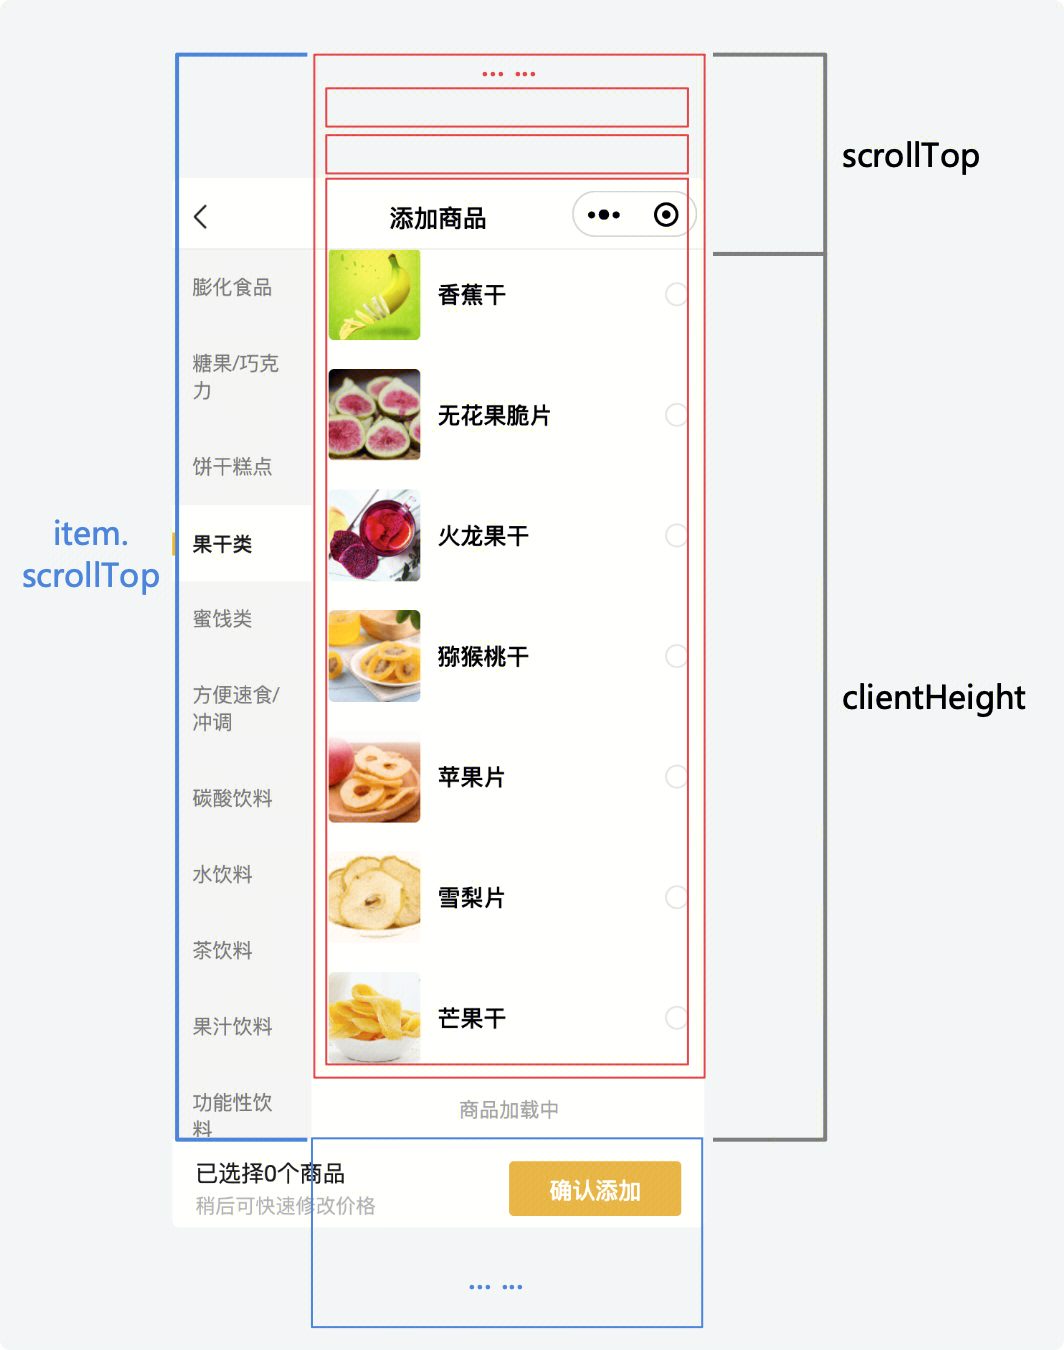 ... ...
scrollTop
添加商品
膨化食品
糖果/巧克
力
饼干糕点
果干类
蜜饯类
方便速食/
冲调
碳酸饮料
水饮料
茶饮料
果汁饮料
功能性饮
料
香蕉干
无花果脆片
火龙果干
猕猴桃干
苹果片
雪梨片
芒果干
商品加载中
item.
scrollTop
clientHeight
已选择0个商品
稍后可快速修改价格
确认添加
... ...